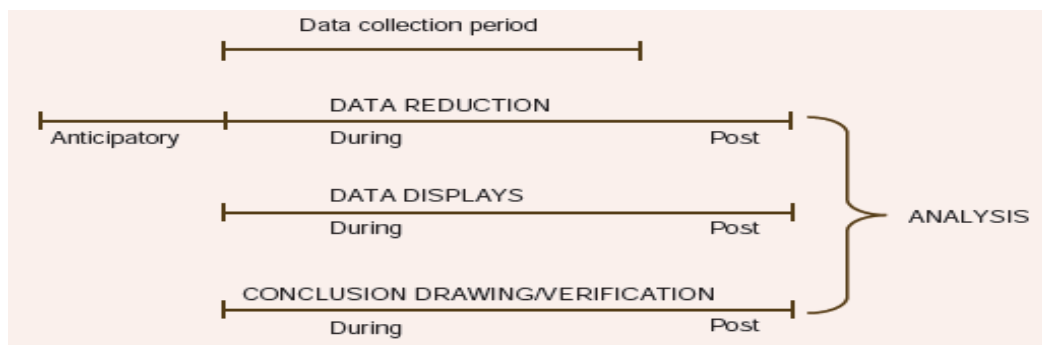 Data collection period
DATA REDUCTION
Anticipatory During Post
DATA DISPLAYS
During Post
ANALYSIS
CONCLUSION DRAWING/VERIFICATION
During Post